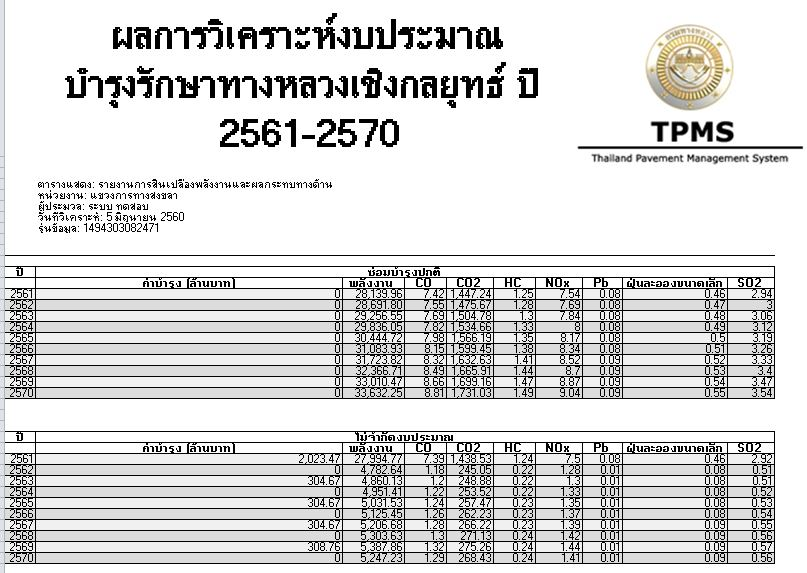 ผลการวิเคราะห์งบประมาณ
บำรุงรักษาทางหลวงเชิงกลยุทธ์ ปี
2561-2570
TPMS
Thailand Pavement Management System
ตารางแสดง: รายงานการสิ้นเปลืองพลังงานและผลกระทบทางด้าน
หน่วยงาน: แขวงการทางสงขลา
ผู้ประมวล: ระบบ ทดสอบ
วันที่วิเคราะห์: 5 มิถุนายน 2560
รุ่นข้อมูล: 1494303082471
ปี ซ่อมบำรุงปกติ
ค่าบำรุง (ล้านบาท) พลังงาน CO CO2 HC NOx Pb ฝุ่นละอองขนาดเล็ก SO2
2561 0 28,139.96 7.42 1,447.24 1.25 7.54 0.08 0.46 2.94
2562 0 28,691.80 7.55 1,475.67 1.28 7.69 0.08 0.47 3
2563 0 29,256.55 7.69 1,504.78 1.3 7.84 0.08 0.48 3.06
2564 0 29,836.05 7.82 1,534.66 1.33 8 0.08 0.49 3.12
2565 0 30,444.72 7.98 1,566.19 1.35 8.17 0.08 0.5 3.19
2566 0 31,083.93 8.15 1,599.45 1.38 8.34 0.08 0.51 3.26
2567 0 31,723.82 8.32 1,632.63 1.41 8.52 0.09 0.52 3.33
2568 0 32,366.71 8.49 1,665.91 1.44 8.7 0.09 0.53 3.4
2569 0 33,010.47 8.66 1,699.16 1.47 8.87 0.09 0.54 3.47
2570 0 33,632.25 8.81 1,731.03 1.49 9.04 0.09 0.55 3.54
ปี ไม่จำกัดงบประมาณ
ค่าบำรุง (ล้านบาท) พลังงาน CO CO2 HC NOx Pb ฝุ่นละอองขนาดเล็ก SO2
2561 2,023.47 27,994.77 7.39 1,438.53 1.24 7.5 0.08 0.46 2.92
2562 0 4,782.64 1.18 245.05 0.22 1.28 0.01 0.08 0.51
2563 304.67 4,860.13 1.2 248.88 0.22 1.3 0.01 0.08 0.51
2564 0 4,951.41 1.22 253.52 0.22 1.33 0.01 0.08 0.52
2565 304.67 5,031.53 1.24 257.47 0.23 1.35 0.01 0.08 0.53
2566 0 5,125.45 1.26 262.23 0.23 1.37 0.01 0.08 0.54
2567 304.67 5,206.68 1.28 266.22 0.23 1.39 0.01 0.09 0.55
2568 0 5,303.63 1.3 271.13 0.24 1.42 0.01 0.09 0.56
2569 308.76 5,387.86 1.32 275.26 0.24 1.44 0.01 0.09 0.57
2570 0 5,247.23 1.29 268.43 0.24 1.41 0.01 0.09 0.56